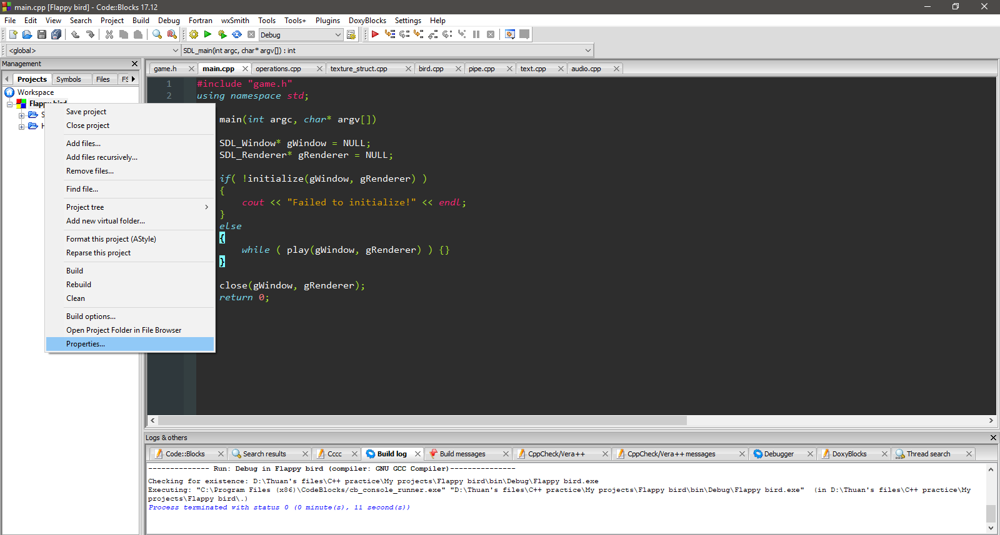 main.cpp [Flappy bird] - Code::Blocks 17.12
File Edit View Search Project Build Debug Fortran wxSmith Tools Tools+ Plugins DoxyBlocks Settings Help
Debug
<global> SDL_main(int argc, char* argv[]) : int
Management
game.h main.cpp operations.cpp texture_struct.cpp bird.cpp pipe.cpp text.cpp audio.cpp
Projects Symbols Files FS
Workspace
Flappy bird
S
H
Save project
Close project
Add files...
Add files recursively...
Remove files...
Find file...
Project tree
Add new virtual folder...
Format this project (AStyle)
Reparse this project
Build
Rebuild
Clean
Build options...
Open Project Folder in File Browser
Properties...
1 #include "game.h"
2 using namespace std;
main(int argc, char* argv[])
SDL_Window* gWindow = NULL;
SDL_Renderer* gRenderer = NULL;
if( !initialize(gWindow, gRenderer) )
{
cout << "Failed to initialize!" << endl;
}
else
{
while ( play(gWindow, gRenderer) ) {}
}
close(gWindow, gRenderer);
return 0;
Logs & others
Code::Blocks Search results Cccc Build log Build messages CppCheck/Vera++ CppCheck/Vera++ messages Debugger DoxyBlocks Thread search
-------------- Run: Debug in Flappy bird (compiler: GNU GCC Compiler)---------------
Checking for existence: D:\Thuan's files\C++ practice\My projects\Flappy bird\bin\Debug\Flappy bird.exe
Executing: "C:\Program Files (x86)\CodeBlocks/cb_console_runner.exe" "D:\Thuan's files\C++ practice\My projects\Flappy bird\bin\Debug\Flappy bird.exe"  (in D:\Thuan's files\C++ practice\My
projects\Flappy bird\.)
Process terminated with status 0 (0 minute(s), 11 second(s))